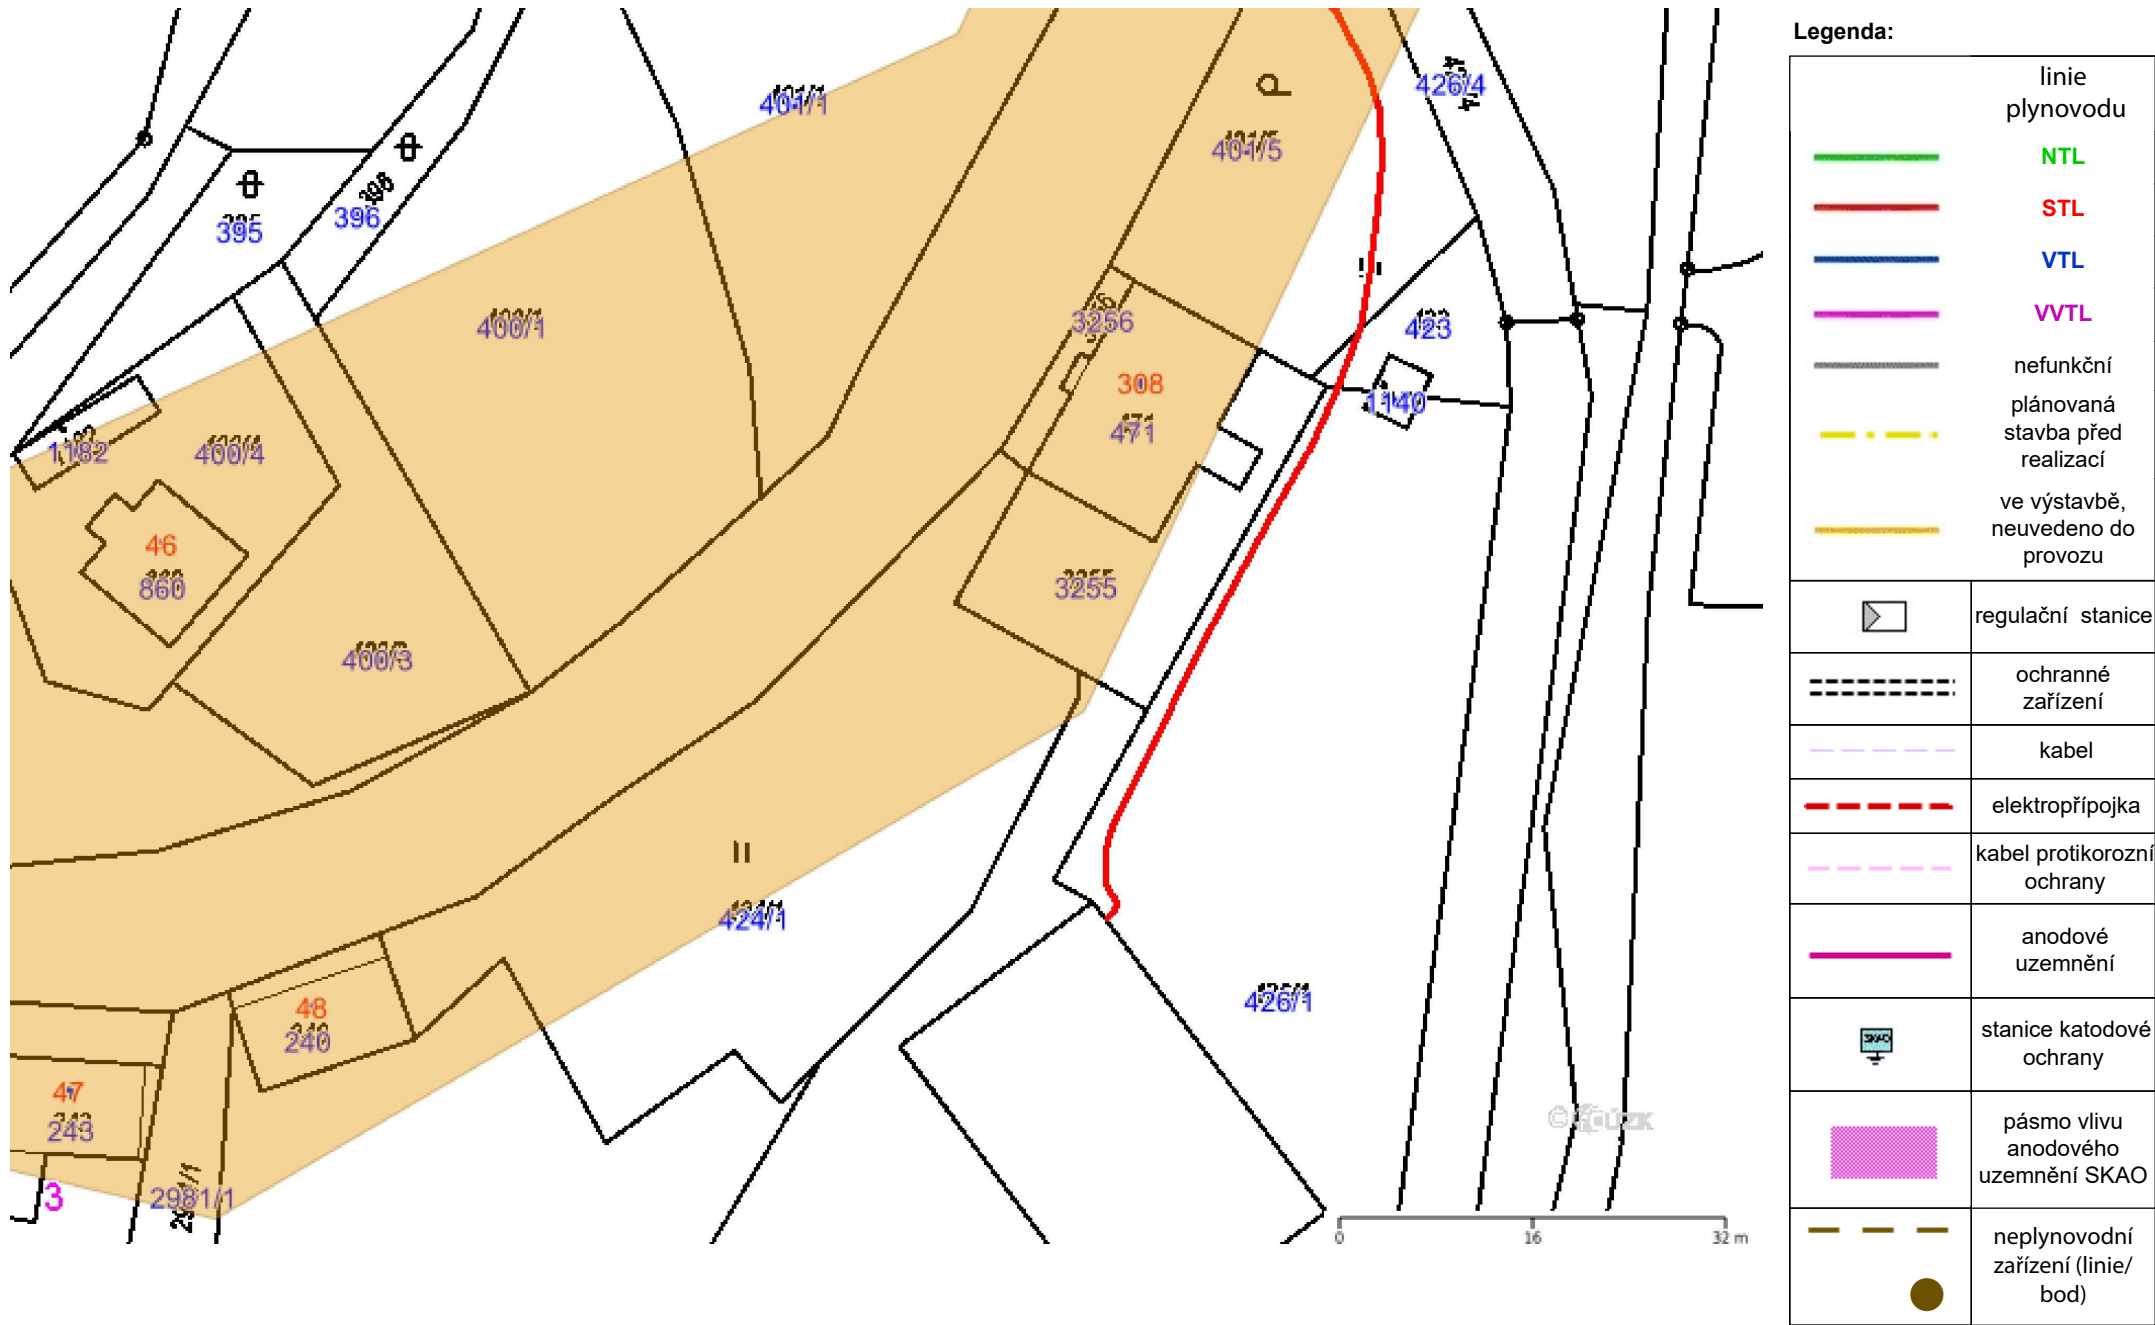 401/1
426/4
401/5
395
396
400/1
3256
423
308
471
1140
1182
400/4
46
860
3255
400/3
424/1
426/1
48
240
47
243
3
2981/1
0
16
32 m
Legenda:
linie
plynovodu
NTL
STL
VTL
VVTL
nefunkční
plánovaná
stavba před
realizací
ve výstavbě,
neuvedeno do
provozu
regulační stanice
ochranné
zařízení
kabel
elektropřípojka
kabel protikorozní
ochrany
anodové
uzemnění
SKAO
stanice katodové
ochrany
pásmo vlivu
anodového
uzemnění SKAO
neplynovodní
zařízení (linie/
bod)